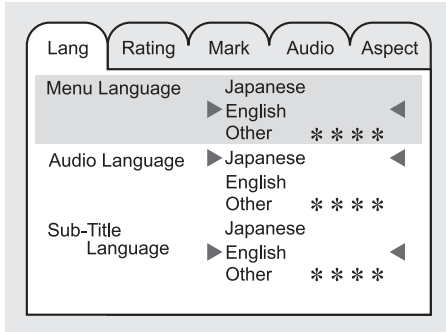 Lang Rating Mark Audio Aspect
Menu Language Japanese
English
Other ****
Audio Language Japanese
English
Other ****
Sub-Title Japanese
Language English
Other ****